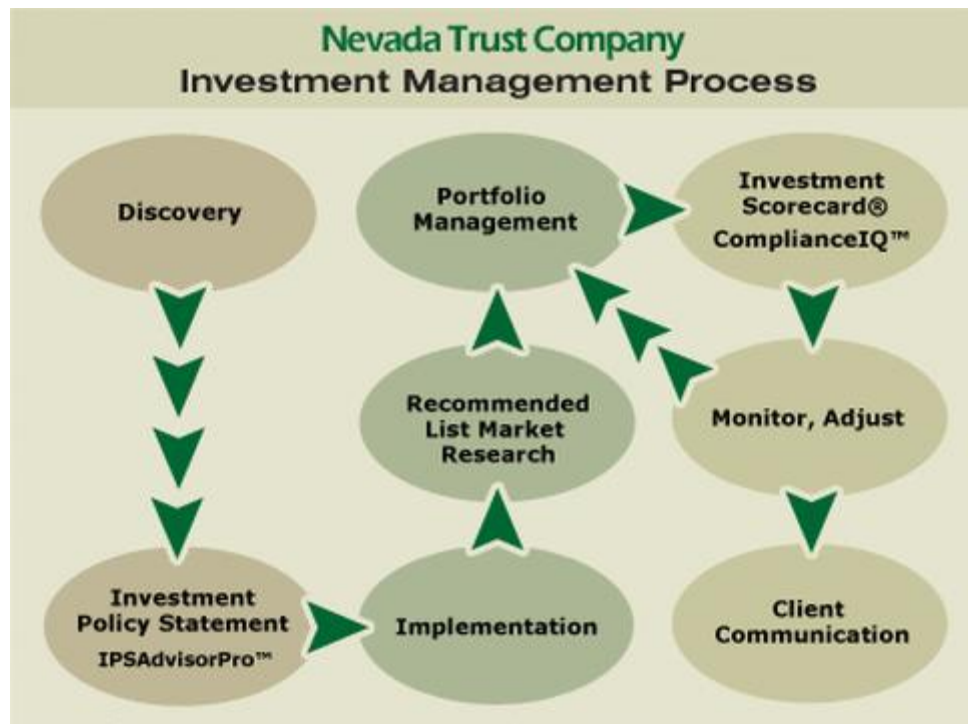 Nevada Trust Company
Investment Management Process
Discovery
Investment
Policy Statement
IPSAdvisorPro™
Implementation
Recommended
List Market
Research
Portfolio
Management
Investment
Scorecard®
ComplianceIQ™
Monitor, Adjust
Client
Communication